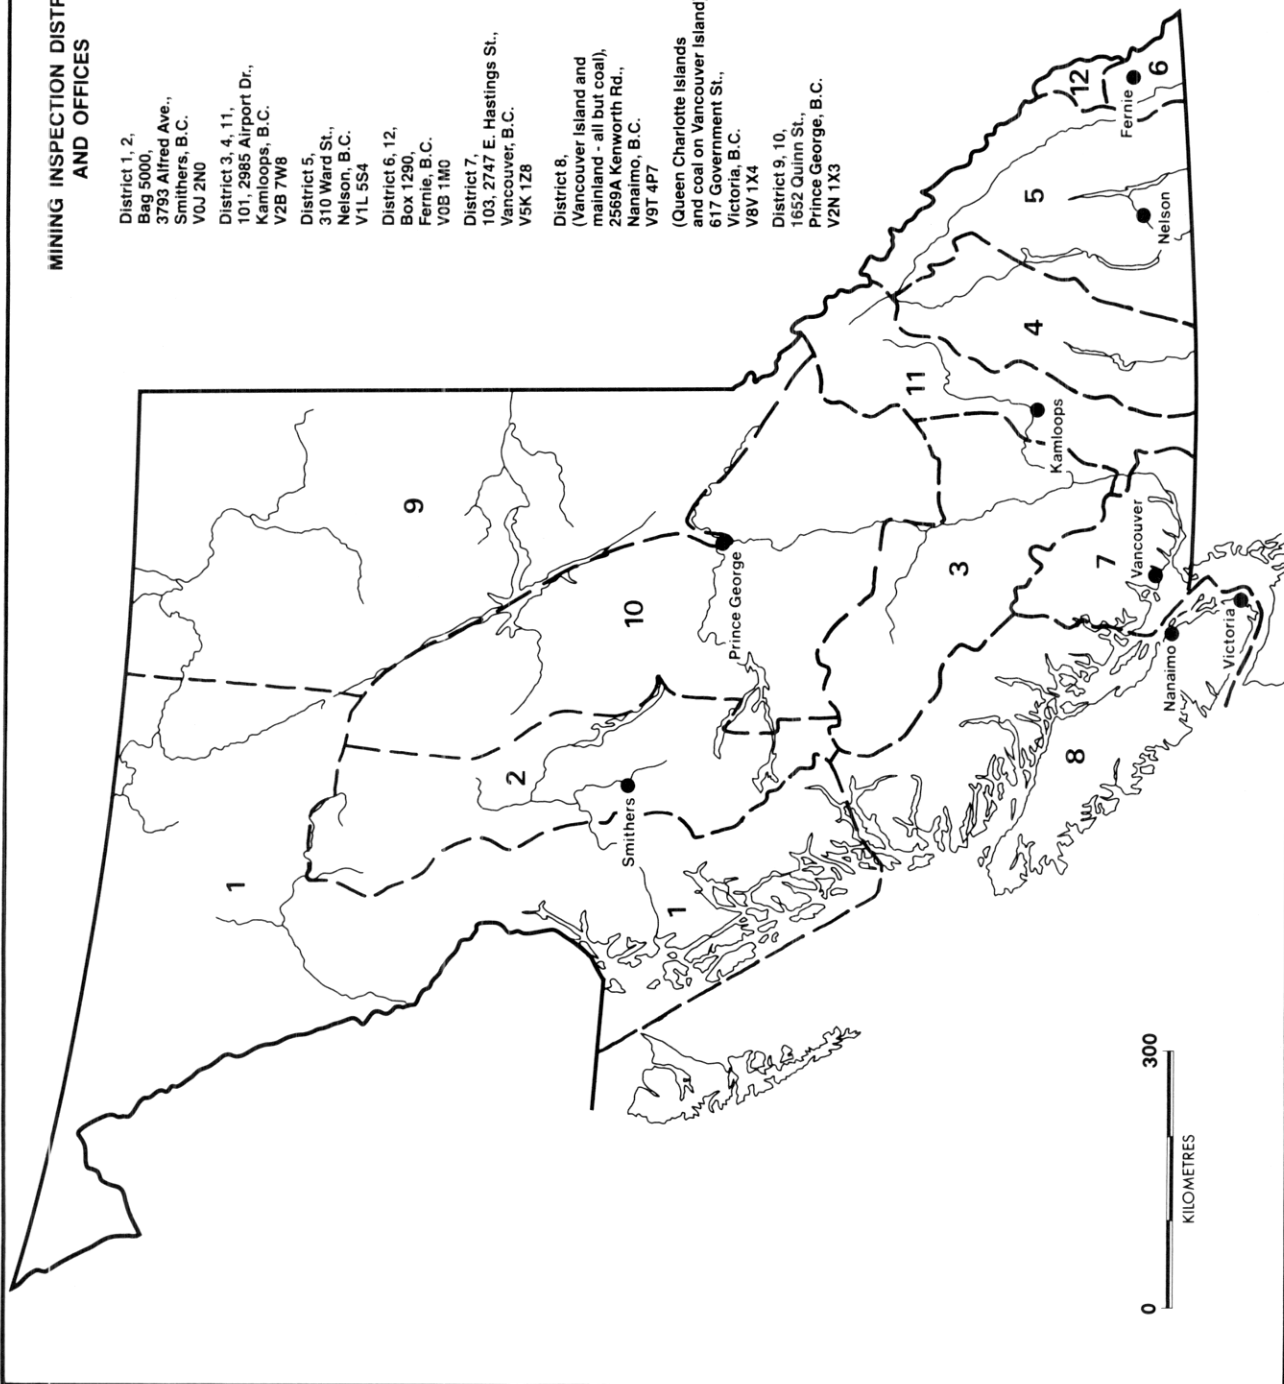 MINING INSPECTION DISTR
AND OFFICES
District 1, 2,
Bag 5000,
3793 Alfred Ave.,
Smithers, B.C.
V0J 2N0
District 3, 4, 11,
101, 2985 Airport Dr.,
Kamloops, B.C.
V2B 7W8
District 5,
310 Ward St.,
Nelson, B.C.
V1L 5S4
District 6, 12,
Box 1290,
Fernie, B.C.
V0B 1M0
District 7,
103, 2747 E. Hastings St.,
Vancouver, B.C.
V5K 1Z8
District 8,
(Vancouver Island and
mainland - all but coal),
2569A Kenworth Rd.,
Nanaimo, B.C.
V9T 4P7
(Queen Charlotte Islands
and coal on Vancouver Island)
617 Government St.,
Victoria, B.C.
V8V 1X4
District 9, 10,
1652 Quinn St.,
Prince George, B.C.
V2N 1X3
1
9
2
Smithers
10
1
Prince George
11
3
4
5
12
Kamloops
8
7
Fernie
6
Vancouver
Nelson
Nanaimo
Victoria
0
300
KILOMETRES